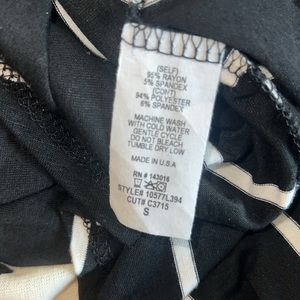 (SELF)
95% RAYON
5% SPANDEX
(CONT)
94% POLYESTER
6% SPANDEX
MACHINE WASH
WITH COLD WATER
GENTLE CYCLE
DO NOT BLEACH
TUMBLE DRY LOW
MADE IN U.S.A
RN # 143016
STYLE# 10577L394
CUT# C3715
S